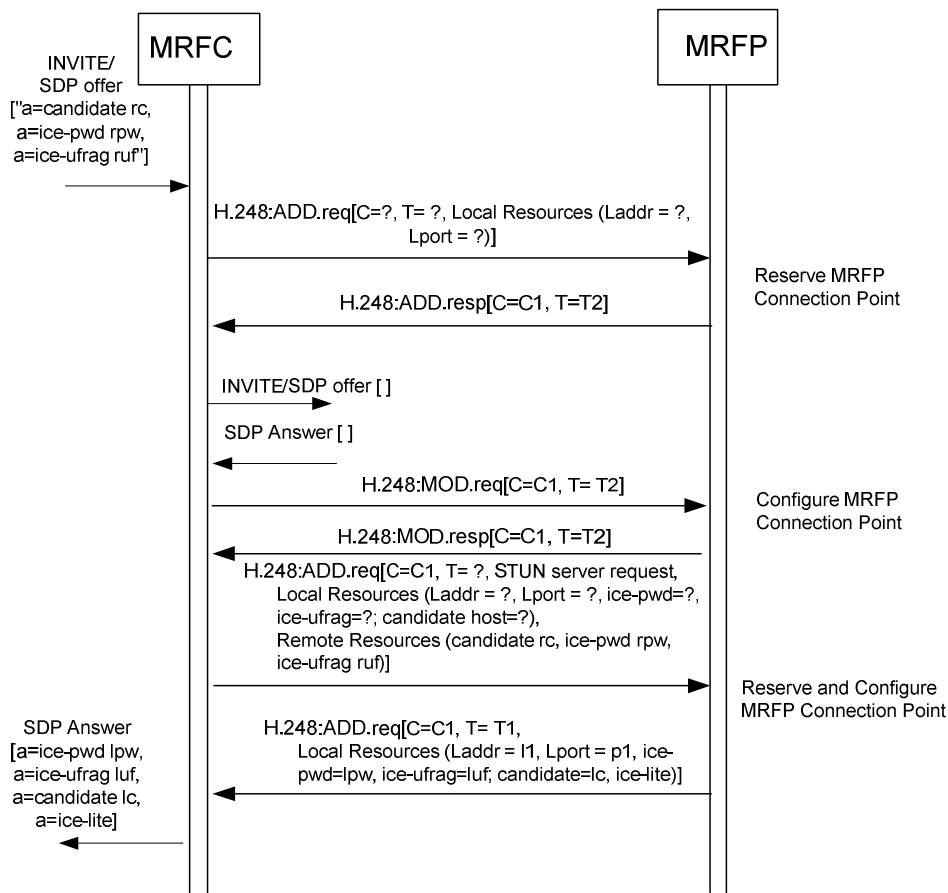 MRFC
MRFP
INVITE/
SDP offer
["a=candidate rc,
a=ice-pwd rpw,
a=ice-ufrag ruf"]
H.248:ADD.req[C=?, T= ?, Local Resources (Laddr = ?,
Lport = ?)]
Reserve MRFP
Connection Point
H.248:ADD.resp[C=C1, T=T2]
INVITE/SDP offer [ ]
SDP Answer [ ]
H.248:MOD.req[C=C1, T= T2]
Configure MRFP
Connection Point
H.248:MOD.resp[C=C1, T=T2]
H.248:ADD.req[C=C1, T= ?, STUN server request,
Local Resources (Laddr = ?, Lport = ?, ice-pwd=?,
ice-ufrag=?; candidate host=?),
Remote Resources (candidate rc, ice-pwd rpw,
ice-ufrag ruf)]
Reserve and Configure
MRFP Connection Point
H.248:ADD.req[C=C1, T= T1,
Local Resources (Laddr = l1, Lport = p1, ice-
pwd=lpw, ice-ufrag=luf; candidate=lc, ice-lite)]
SDP Answer
[a=ice-pwd lpw,
a=ice-ufrag luf,
a=candidate lc,
a=ice-lite]